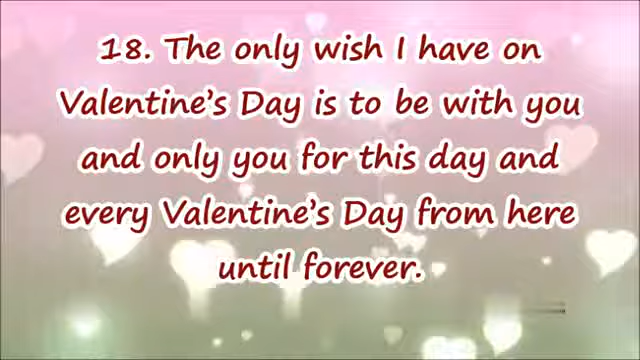 18. The only wish I have on
Valentine's Day is to be with you
and only you for this day and
every Valentine's Day from here
until forever.